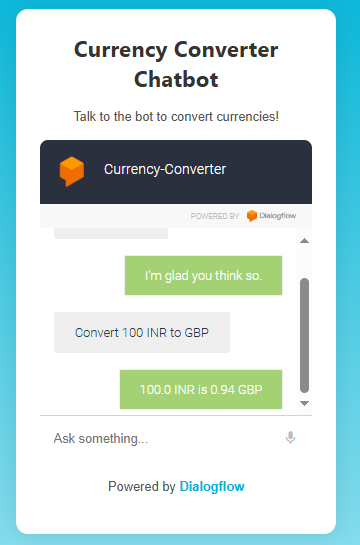 Currency Converter
Chatbot
Talk to the bot to convert currencies!
Currency-Converter
POWERED BY Dialogflow
I'm glad you think so.
Convert 100 INR to GBP
100.0 INR is 0.94 GBP
Ask something...
Powered by Dialogflow